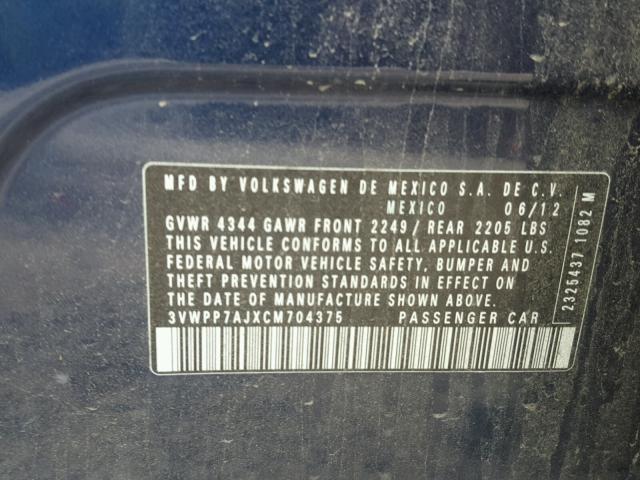 MFD BY VOLKSWAGEN DE MEXICO S.A. DE C.V.
MEXICO 06/12
GVWR 4344 GAWR FRONT 2249/ REAR 2205 LBS
THIS VEHICLE CONFORMS TO ALL APPLICABLE U.S.
FEDERAL MOTOR VEHICLE SAFETY, BUMPER AND
THEFT PREVENTION STANDARDS IN EFFECT ON THE
DATE OF MANUFACTURE SHOWN ABOVE.
3VWPP7AJXCM704375 PASSENGER CAR
2325437 1082 M